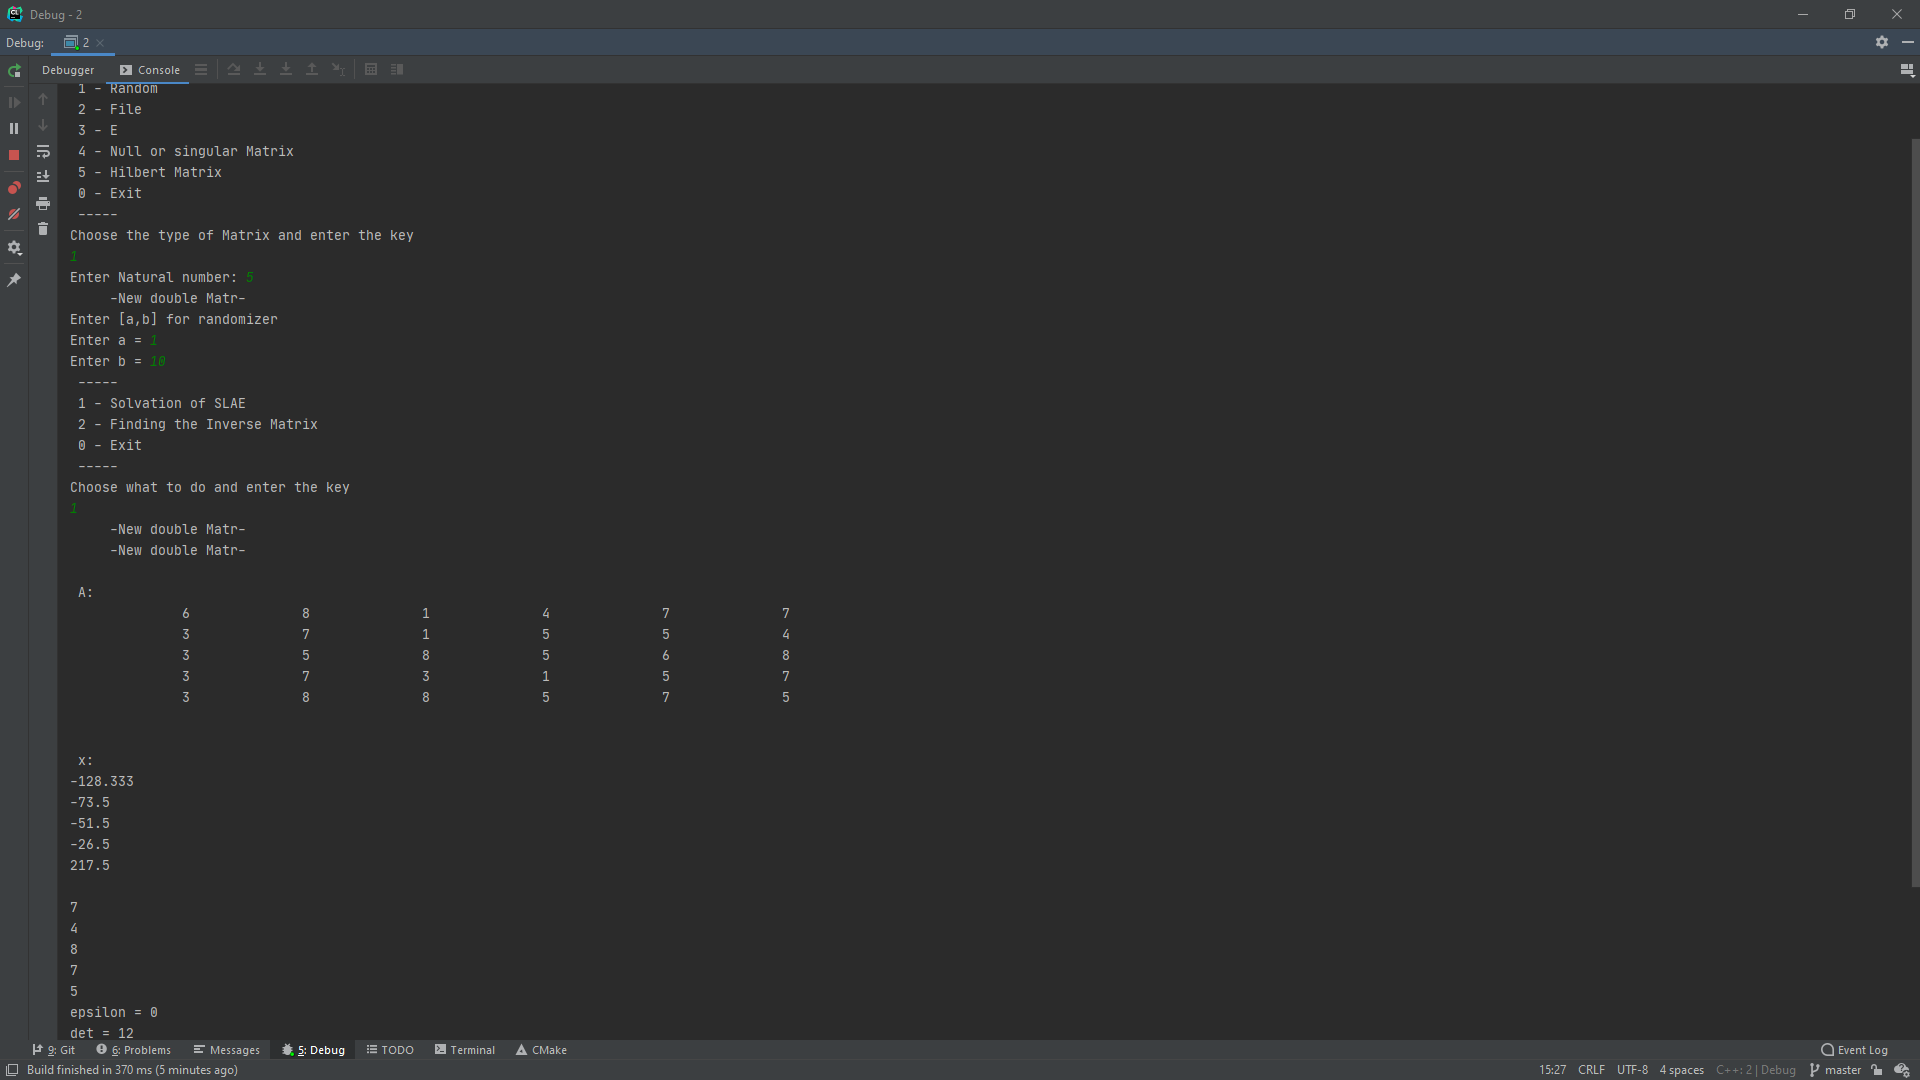 Debug - 2
Debug: 2
Debugger Console
1 - Random
2 - File
3 - E
4 - Null or singular Matrix
5 - Hilbert Matrix
0 - Exit
-----
Choose the type of Matrix and enter the key
1
Enter Natural number: 5
-New double Matr-
Enter [a,b] for randomizer
Enter a = 1
Enter b = 10
-----
1 - Solvation of SLAE
2 - Finding the Inverse Matrix
0 - Exit
-----
Choose what to do and enter the key
1
-New double Matr-
-New double Matr-
A:
6 8 1 4 7 7
3 7 1 5 5 4
3 5 8 5 6 8
3 7 3 1 5 7
3 8 8 5 7 5
x:
-128.333
-73.5
-51.5
-26.5
217.5
7
4
8
7
5
epsilon = 0
det = 12
9: Git 6: Problems Messages 5: Debug TODO Terminal CMake Event Log
Build finished in 370 ms (5 minutes ago) 15:27 CRLF UTF-8 4 spaces C++: 2 | Debug master